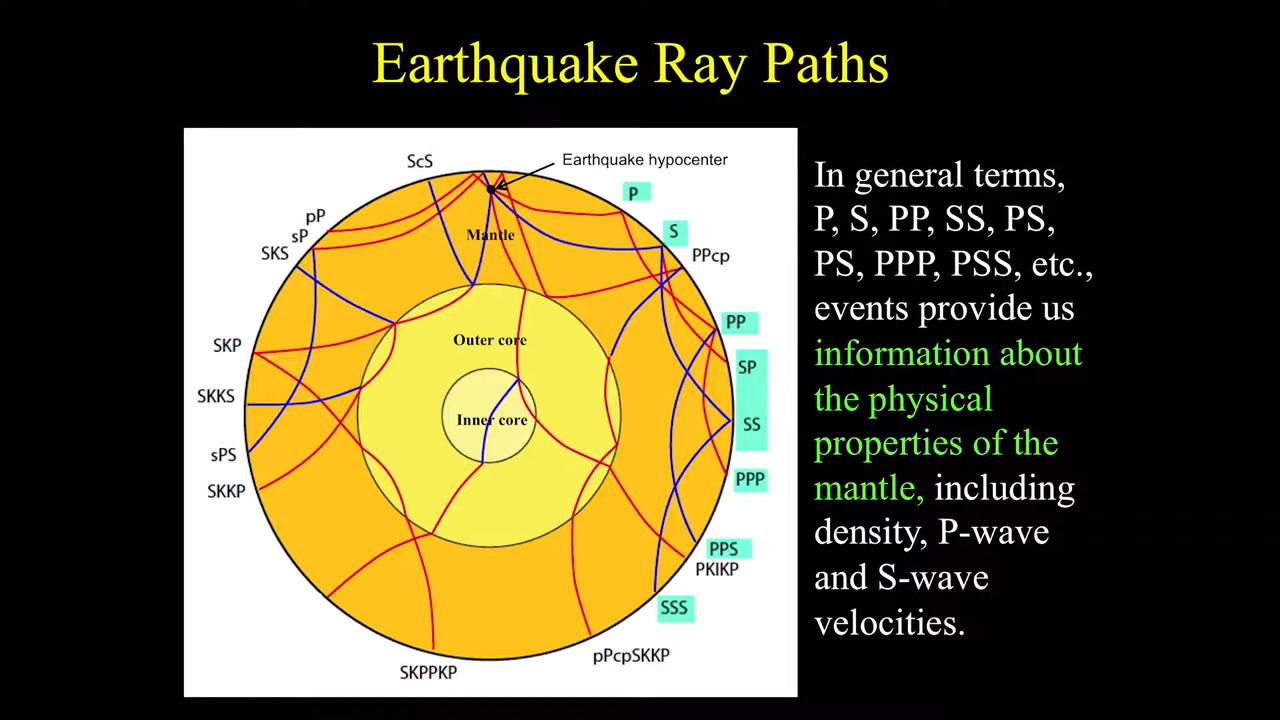 Earthquake Ray Paths
ScS
Earthquake hypocenter
P
pP
S
sP
Mantle
SKS
PPcp
PP
Outer core
SKP
SP
SKKS
Inner core
SS
sPS
PPP
SKKP
PPS
PKIKP
SSS
pPcpSKKP
SKPPKP
In general terms,
P, S, PP, SS, PS,
PS, PPP, PSS, etc.,
events provide us
information about
the physical
properties of the
mantle, including
density, P-wave
and S-wave
velocities.